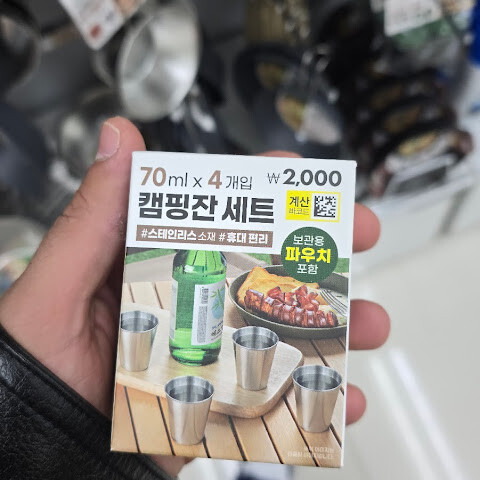 70ml x 4개입
₩2,000
캠핑잔 세트
계산
바코드
#스테인리스 소재 #휴대 편리
보관용
파우치
포함